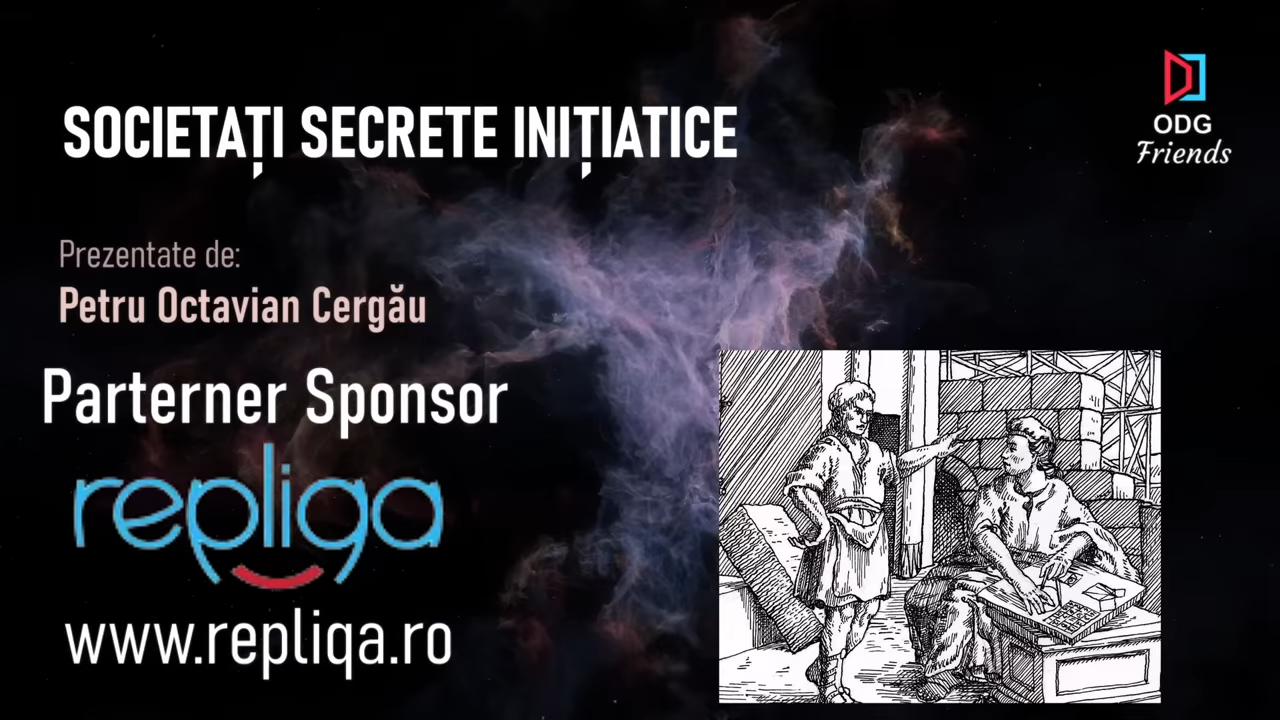 SOCIETAȚI SECRETE INIȚIATICE
ODG
Friends
Prezentate de:
Petru Octavian Cergău
Parterner Sponsor
repliqa
www.repliqa.ro